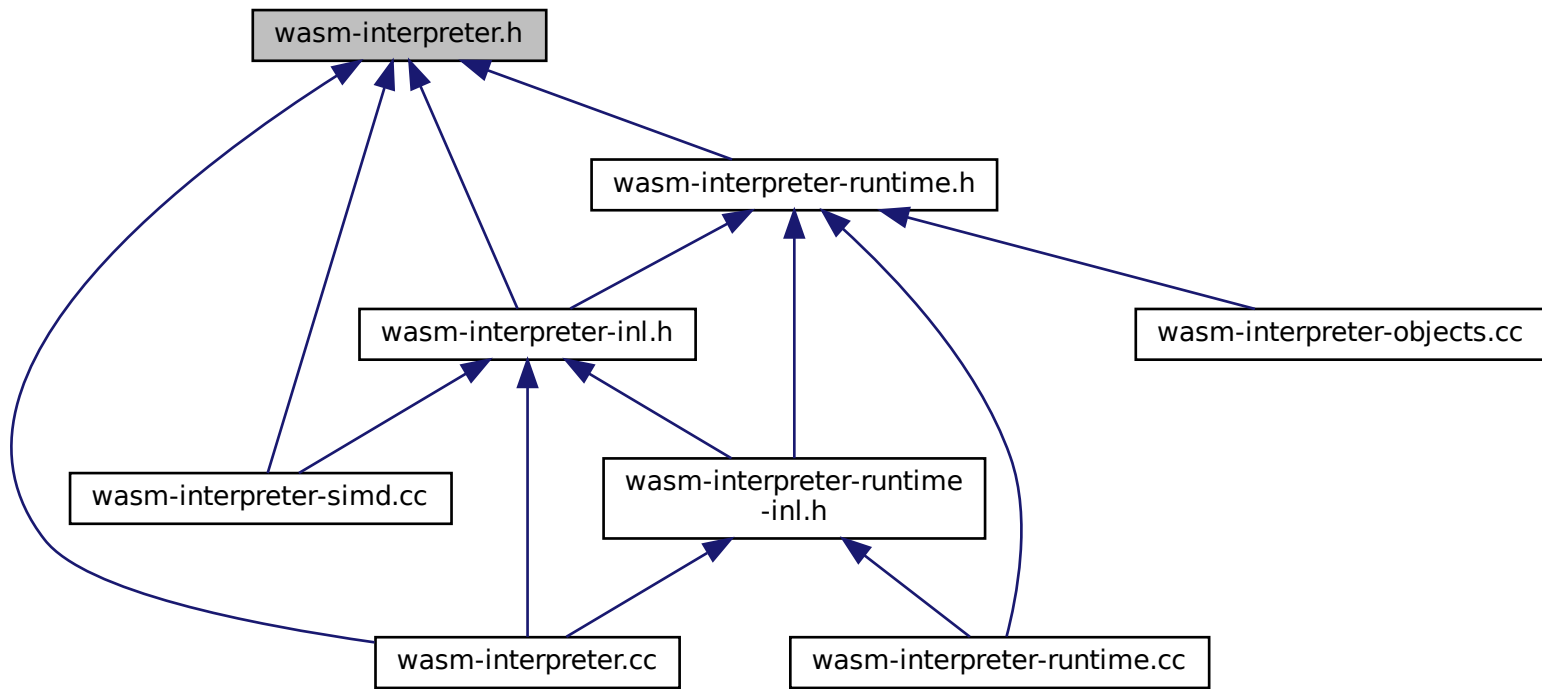 wasm-interpreter.h
wasm-interpreter-runtime.h
wasm-interpreter-inl.h
wasm-interpreter-objects.cc
wasm-interpreter-simd.cc
wasm-interpreter-runtime
-inl.h
wasm-interpreter.cc
wasm-interpreter-runtime.cc